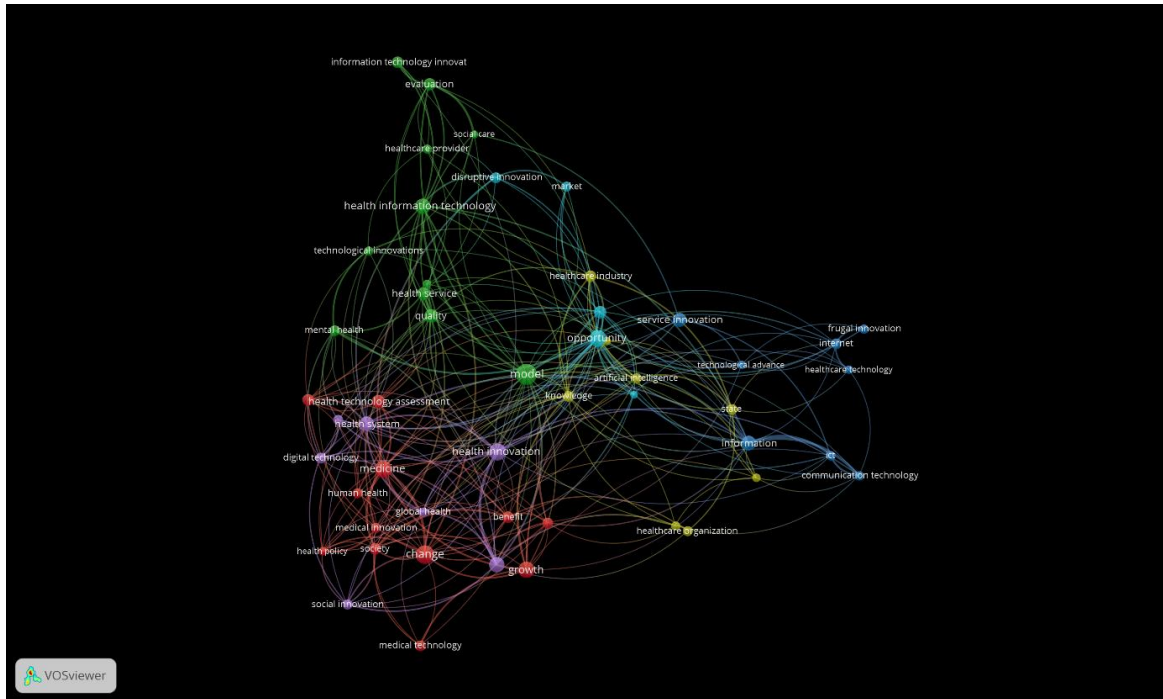 information technology innovat
evaluation
social care
healthcare provider
disruptive innovation
market
health information technology
technological innovations
healthcare industry
health service
quality
service innovation
mental health
frugal innovation
opportunity
internet
technological advance
healthcare technology
model
artificial intelligence
knowledge
health technology assessment
state
health system
information
health innovation
digital technology
ict
medicine
communication technology
human health
global health
benefit
medical innovation
healthcare organization
health policy
society
change
growth
social innovation
medical technology
VOSviewer